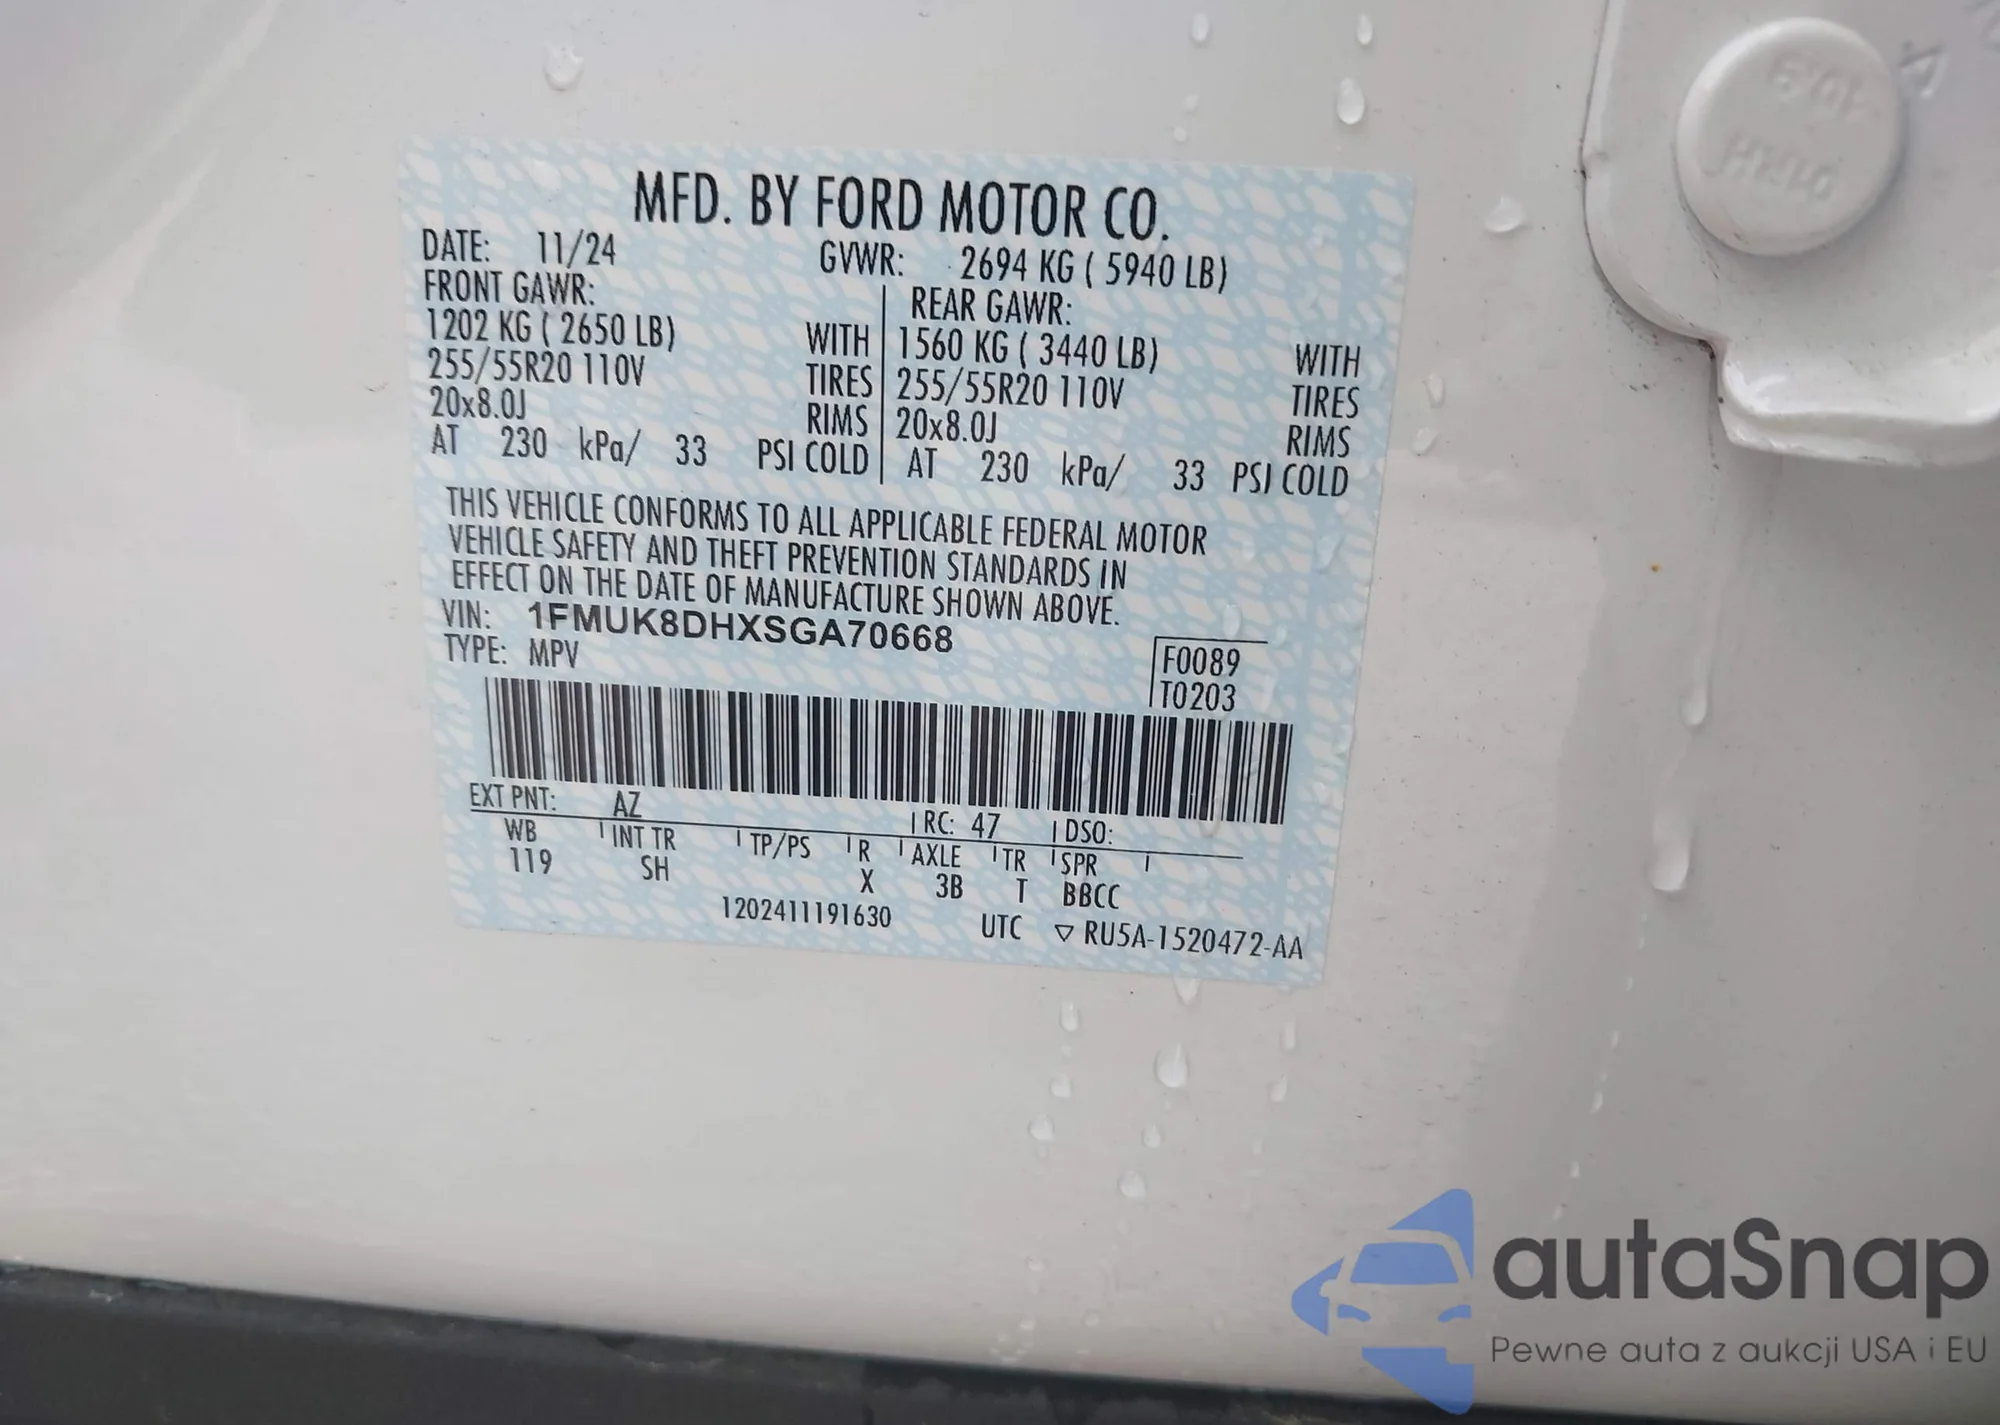 MFD. BY FORD MOTOR CO.
DATE: 11/24 GVWR: 2694 KG ( 5940 LB)
FRONT GAWR: REAR GAWR:
1202 KG ( 2650 LB) WITH 1560 KG ( 3440 LB) WITH
255/55R20 110V TIRES 255/55R20 110V TIRES
20x8.0J RIMS 20x8.0J RIMS
AT 230 kPa/ 33 PSI COLD AT 230 kPa/ 33 PSI COLD
THIS VEHICLE CONFORMS TO ALL APPLICABLE FEDERAL MOTOR
VEHICLE SAFETY AND THEFT PREVENTION STANDARDS IN
EFFECT ON THE DATE OF MANUFACTURE SHOWN ABOVE.
VIN: 1FMUK8DHXSGA70668
TYPE: MPV
F0089
T0203
EXT PNT: AZ RC: 47 DSO:
WB INT TR TP/PS R AXLE TR SPR
119 SH X 3B T BBCC
1202411191630 UTC ▽ RU5A-1520472-AA
autaSnap
Pewne auta z aukcji USA i EU